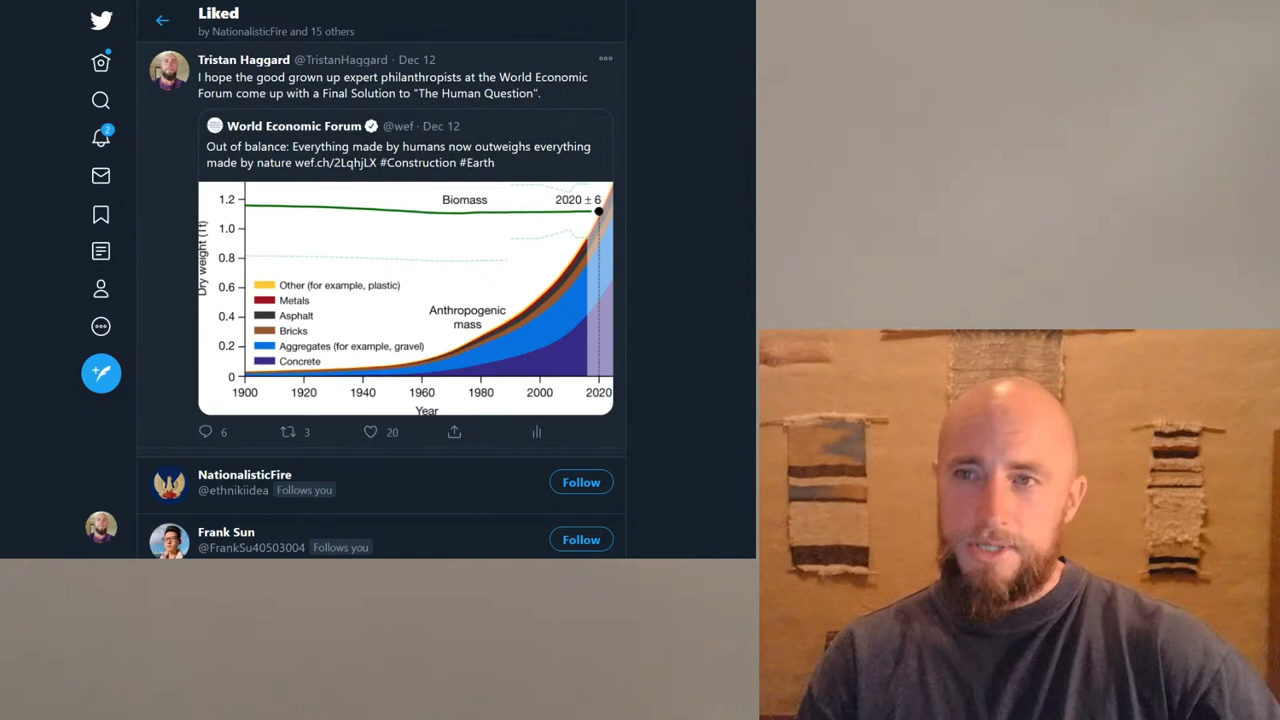 Liked
by NationalisticFire and 15 others
Tristan Haggard @TristanHaggard · Dec 12
I hope the good grown up expert philanthropists at the World Economic
Forum come up with a Final Solution to "The Human Question".
World Economic Forum @wef · Dec 12
Out of balance: Everything made by humans now outweighs everything
made by nature wef.ch/2LqhjLX #Construction #Earth
Dry weight (Tt)
1.2
1.0
0.8
0.6
0.4
0.2
0
Biomass
2020 ± 6
Other (for example, plastic)
Metals
Asphalt
Bricks
Aggregates (for example, gravel)
Concrete
Anthropogenic
mass
1900 1920 1940 1960 1980 2000 2020
Year
6 3 20
2
NationalisticFire
@ethnikiidea Follows you
Follow
Frank Sun
@FrankSu40503004 Follows you
Follow